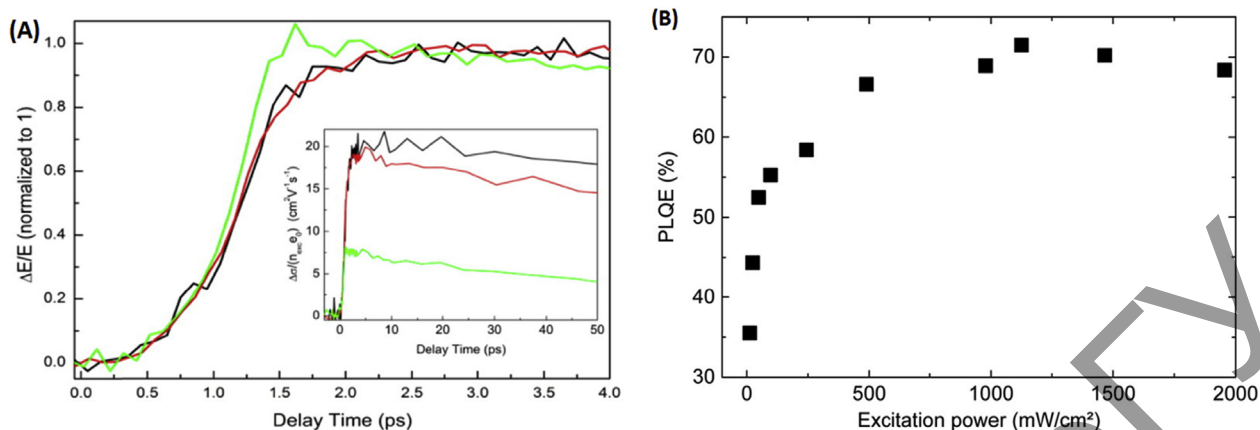 (A)
ΔE/E (normalized to 1)
1.0
0.8
0.6
0.4
0.2
0.0
0.0 0.5 1.0 1.5 2.0 2.5 3.0 3.5 4.0
Delay Time (ps)
Δσ/(n_exc e₀) (cm²V⁻¹s⁻¹)
20
15
10
5
0
0 10 20 30 40 50
Delay Time (ps)
(B)
PLQE (%)
70
60
50
40
30
0 500 1000 1500 2000
Excitation power (mW/cm²)